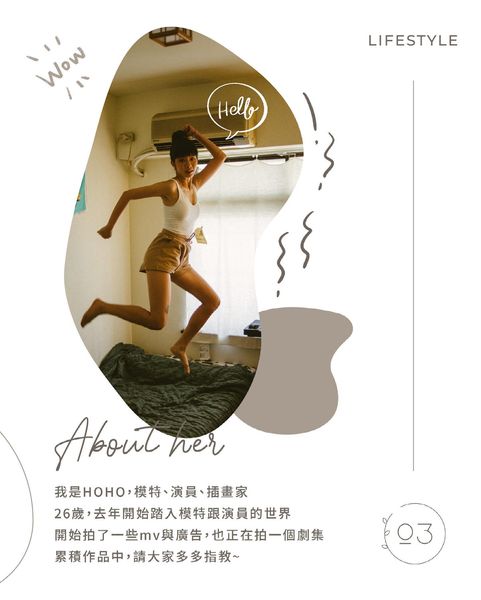 LIFESTYLE
Wow
Hello
About her
我是HOHO,模特、演員、插畫家
26歲,去年開始踏入模特跟演員的世界
開始拍了一些mv與廣告,也正在拍一個劇集
累積作品中,請大家多多指教~
03